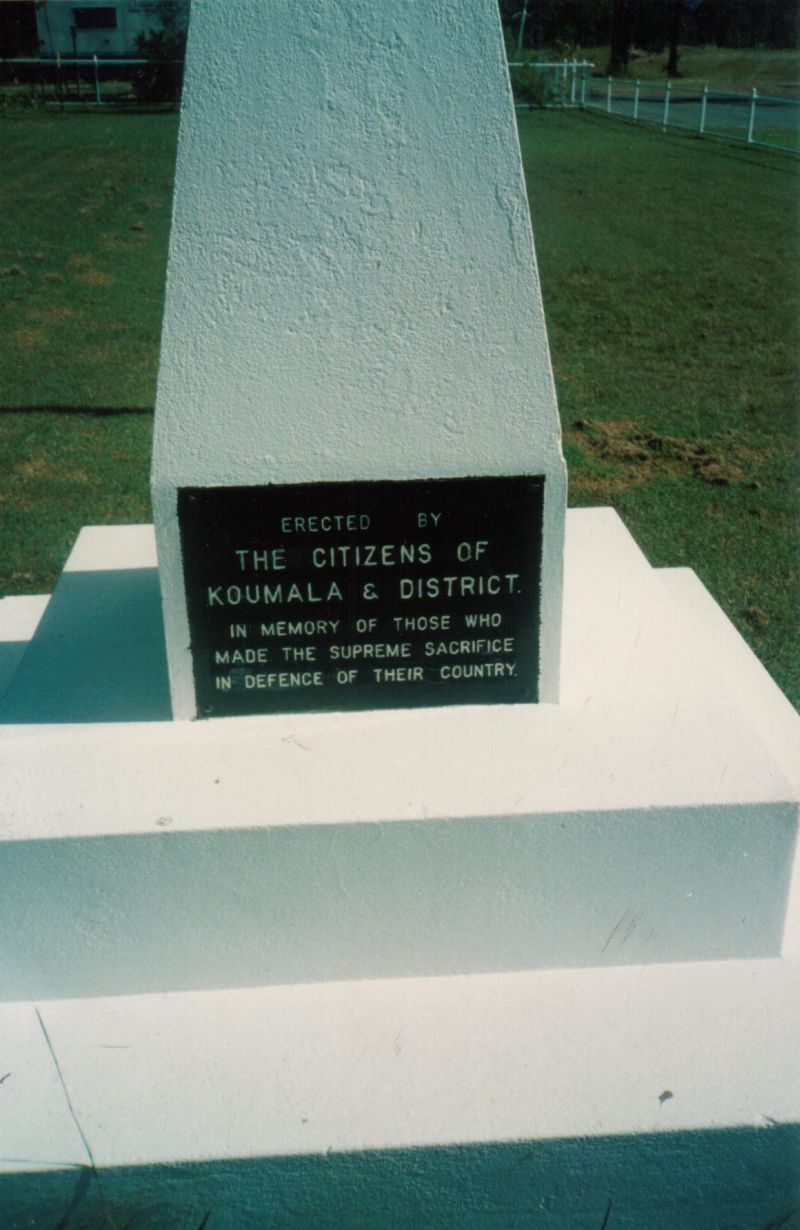 ERECTED BY
THE CITIZENS OF
KOUMALA & DISTRICT.
IN MEMORY OF THOSE WHO
MADE THE SUPREME SACRIFICE
IN DEFENCE OF THEIR COUNTRY.